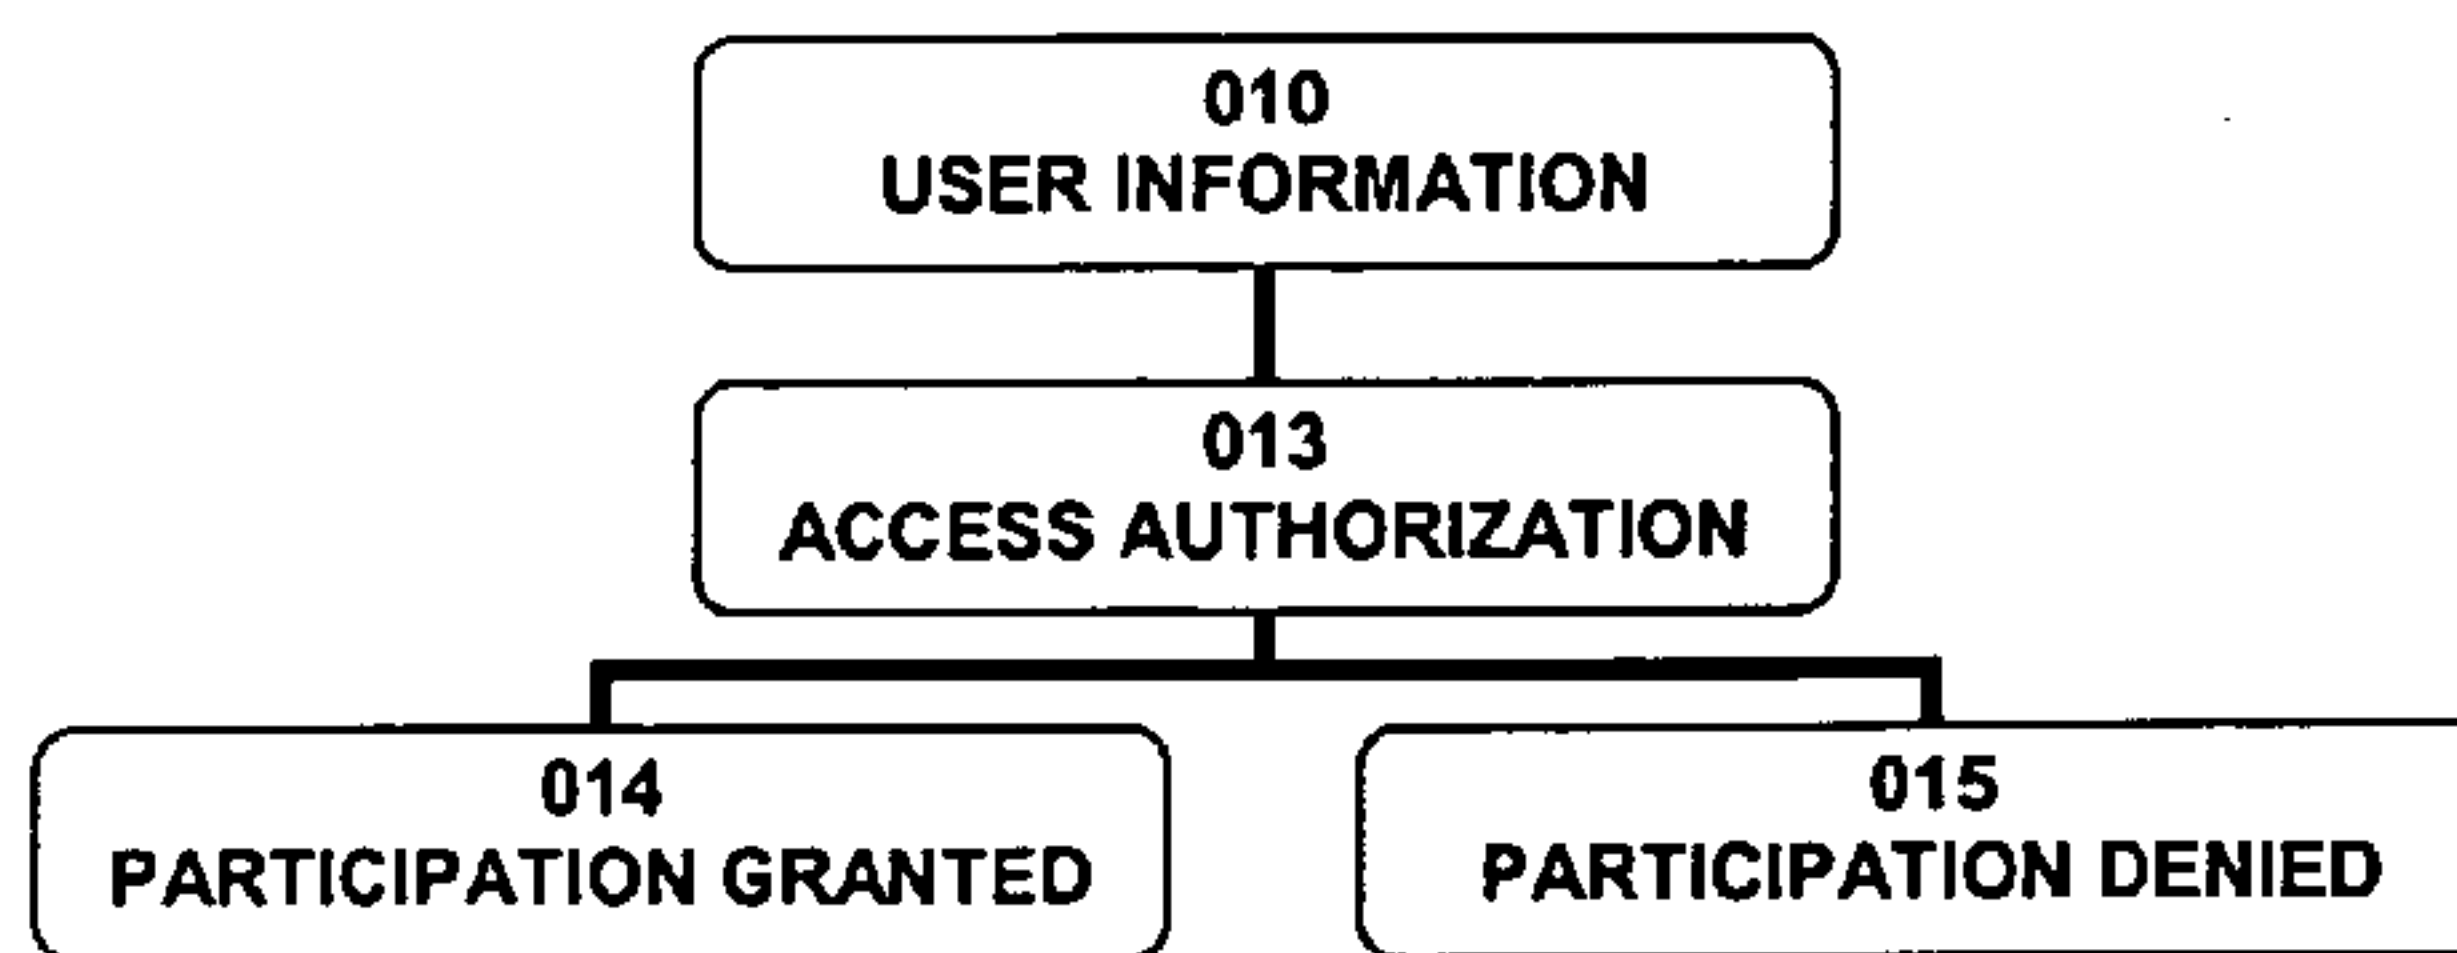 010
USER INFORMATION
013
ACCESS AUTHORIZATION
014
PARTICIPATION GRANTED
015
PARTICIPATION DENIED